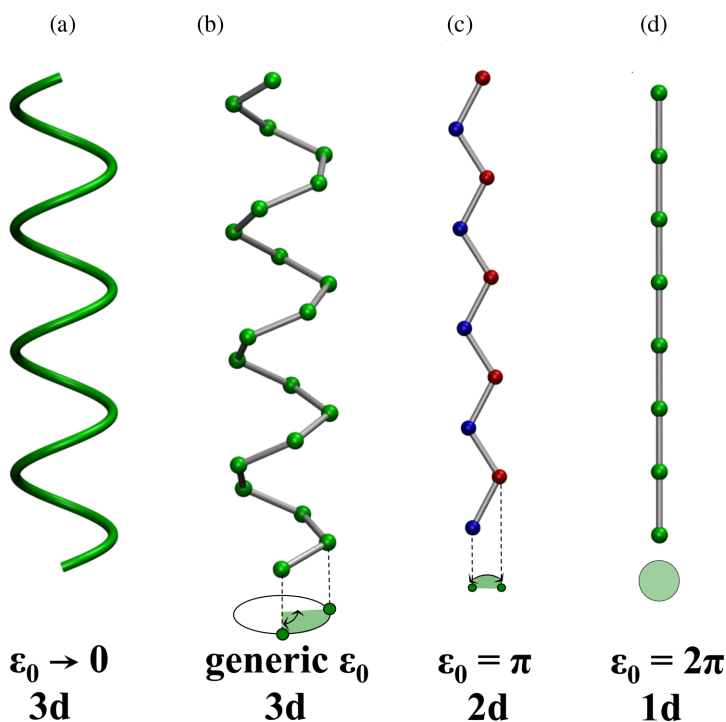 (a) (b) (c) (d)
ε₀ → 0 generic ε₀ ε₀ = π ε₀ = 2π
3d 3d 2d 1d